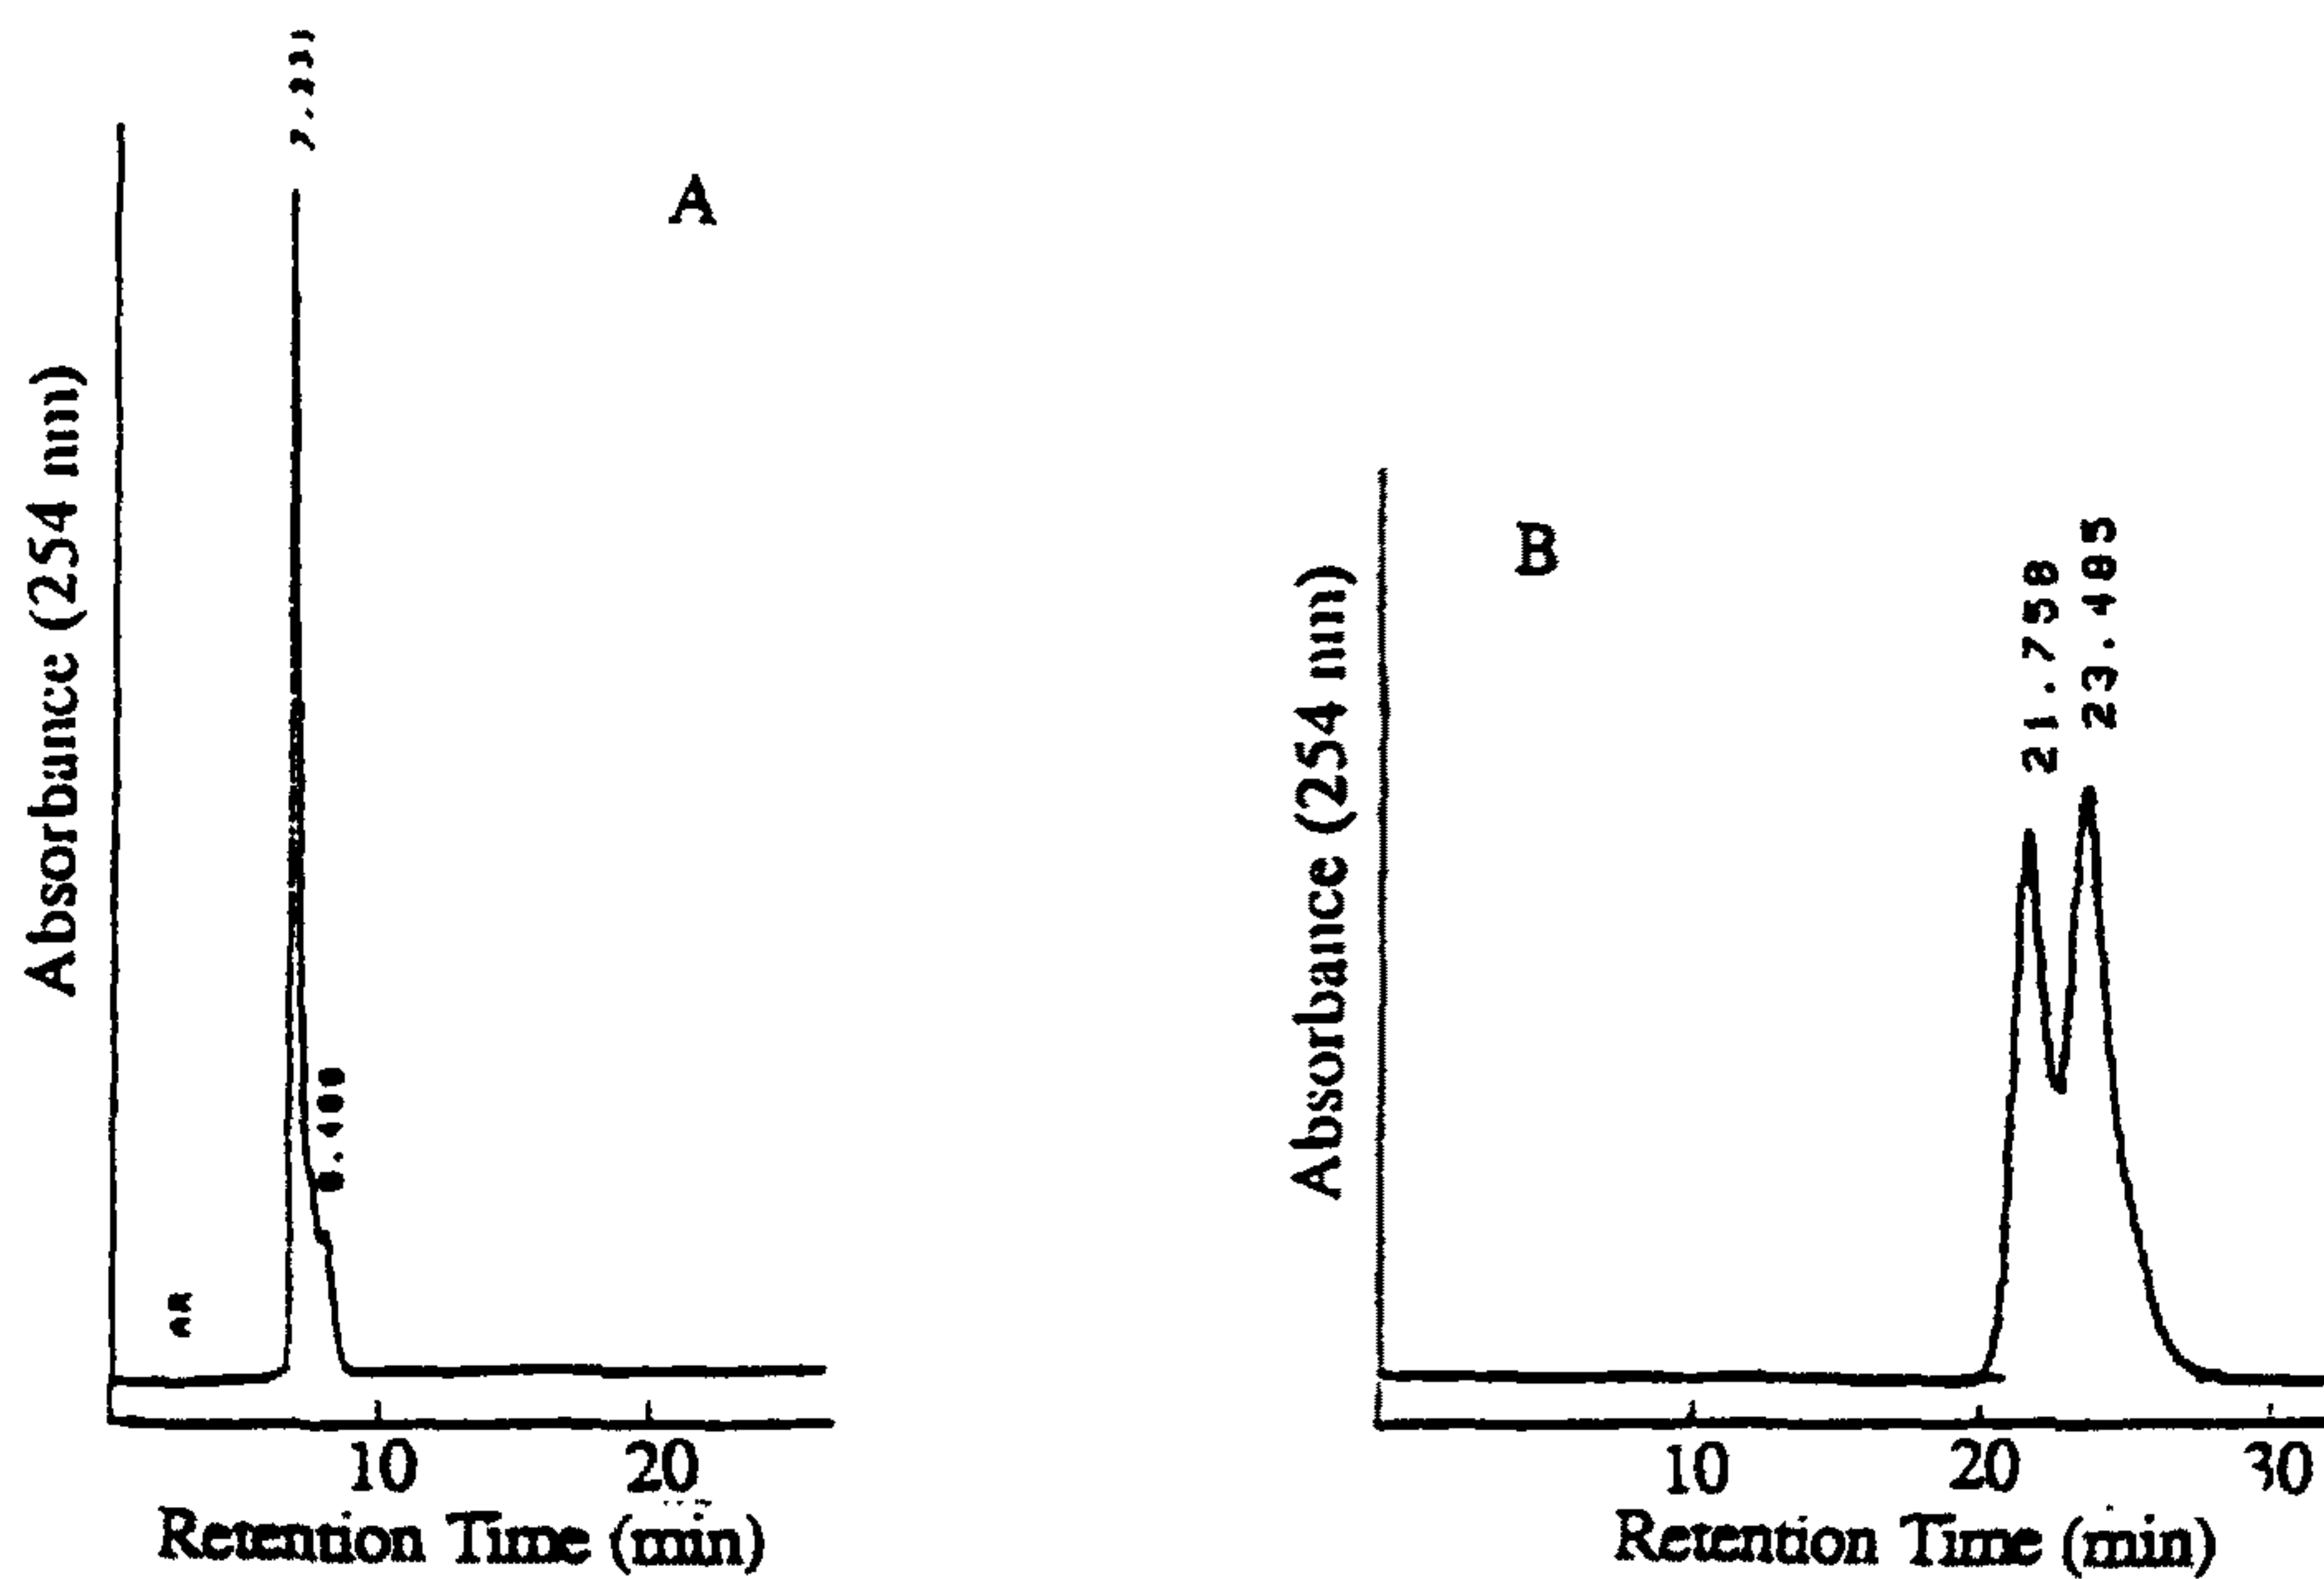 A
Absorbance (254 nm)
10
20
Retention Time (min)
B
Absorbance (254 nm)
21.758
23.485
10
20
30
Retention Time (min)